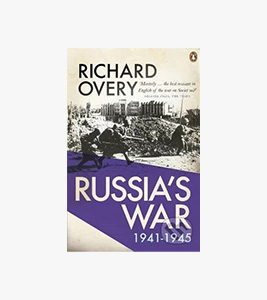 RICHARD
OVERY
'Masterly ... the best account in
English of the war on Soviet soil'
RUSSIA'S
WAR
1941-1945